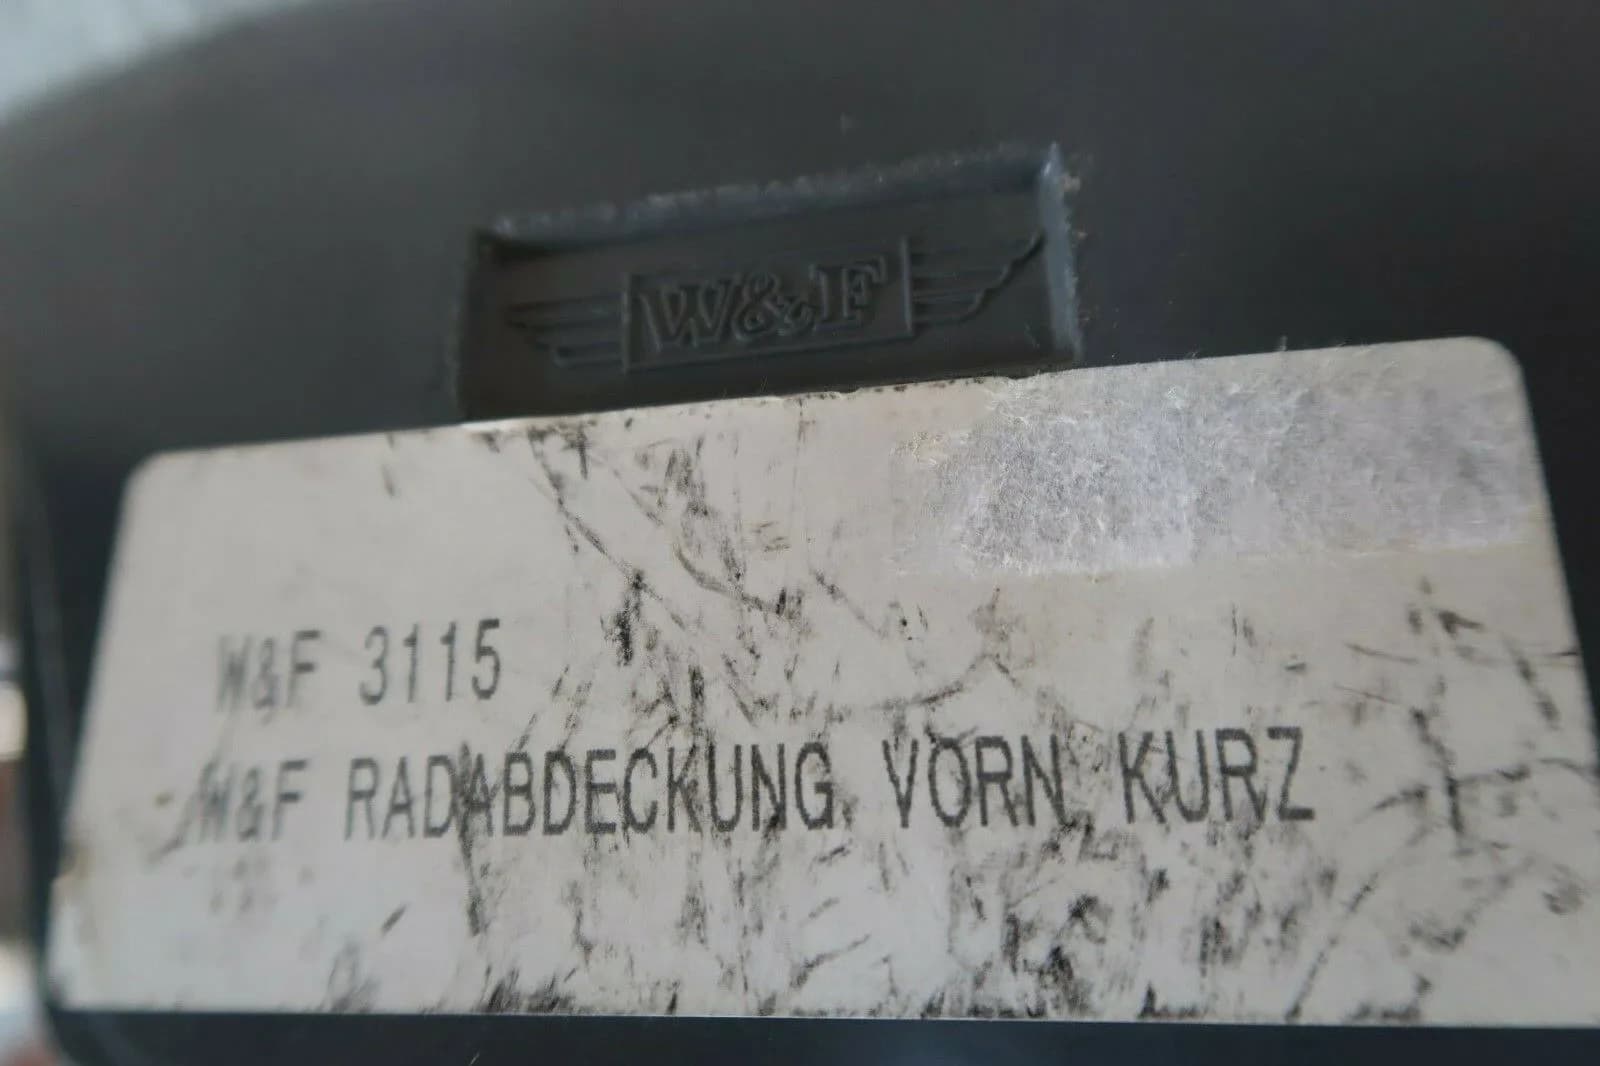 W&F
W&F 3115
W&F RADABDECKUNG VORN KURZ